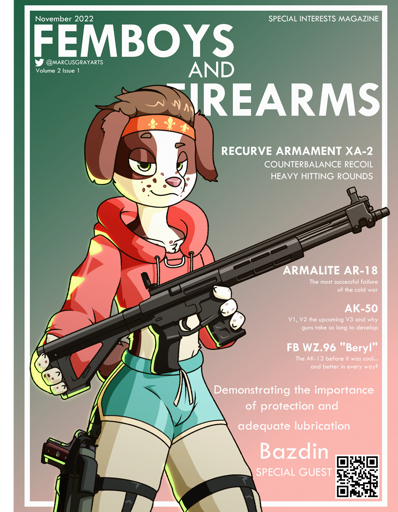 November 2022
SPECIAL INTERESTS MAGAZINE
FEMBOYS
@MARCUSGRAYARTS
AND
Volume 2 Issue 1
FIREARMS
RECURVE ARMAMENT XA-2
COUNTERBALANCE RECOIL
HEAVY HITTING ROUNDS
ARMALITE AR-18
The most successful failure
of the cold war
AK-50
V1, V2 the upcoming V3 and why
guns take so long to develop
FB WZ.96 "Beryl"
The AK-12 before it was cool...
and better in every way!
Demonstrating the importance
of protection and
adequate lubrication
Bazdin
SPECIAL GUEST